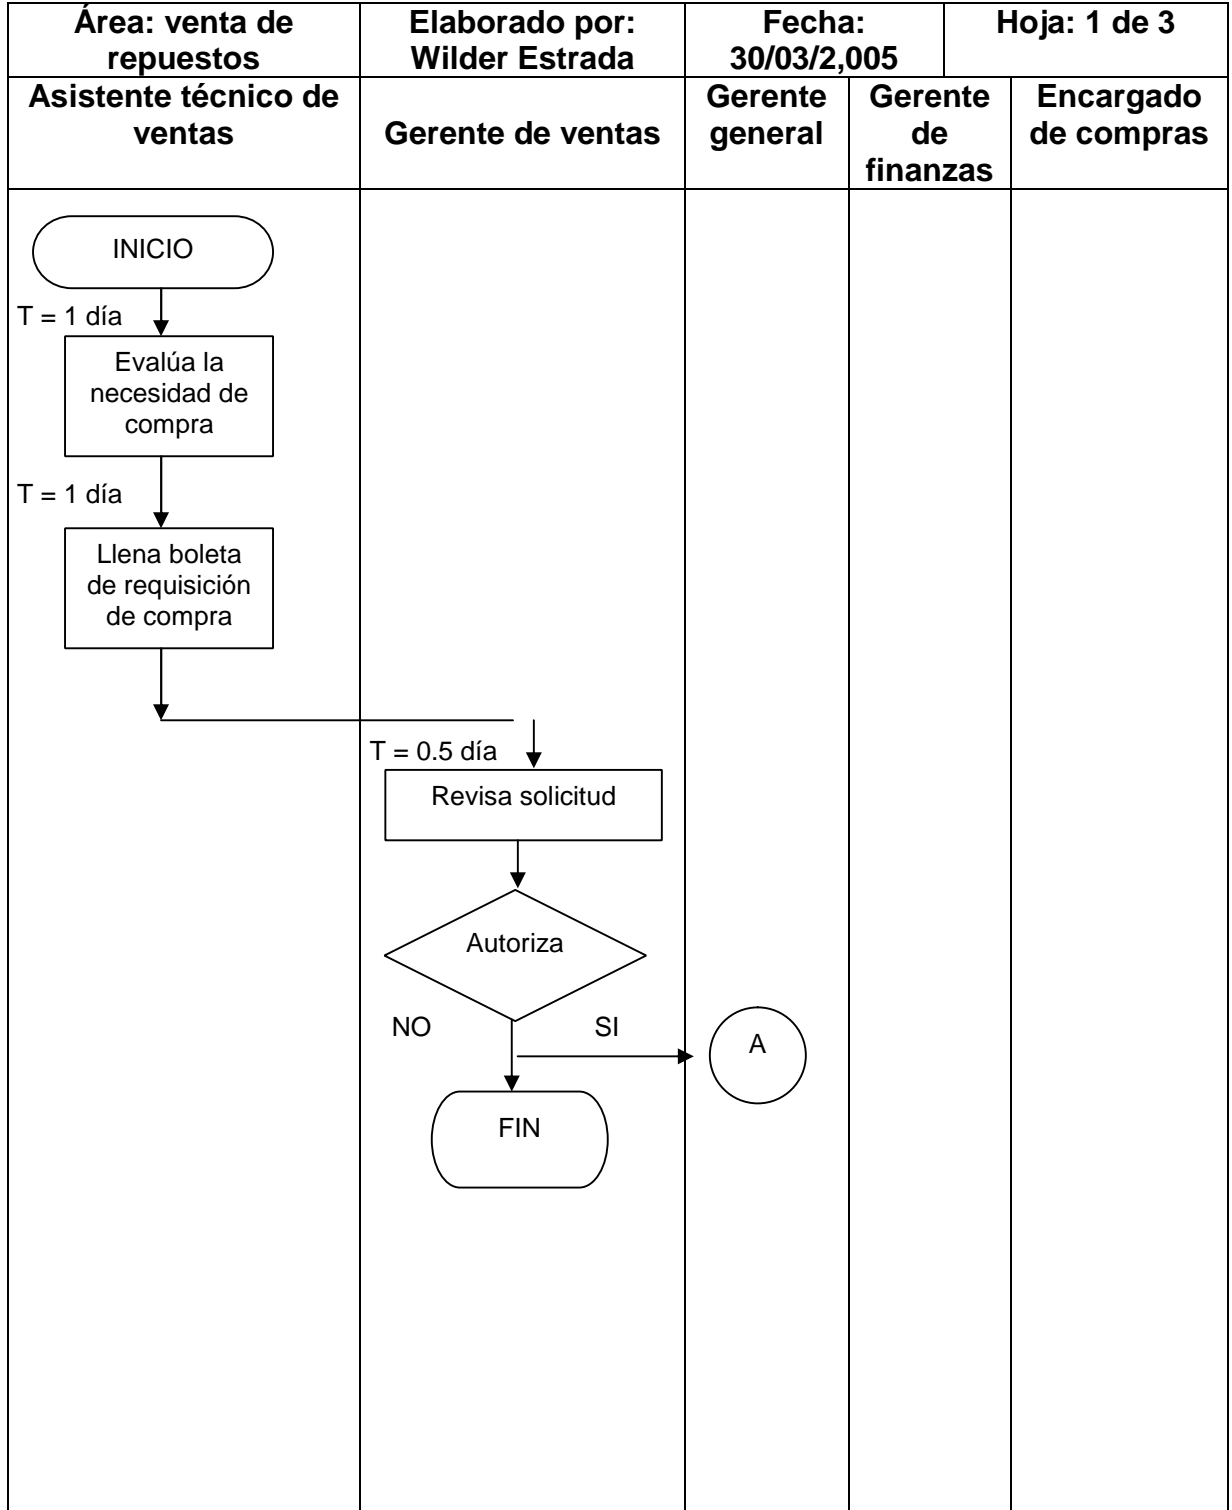 Área: venta de
repuestos
Elaborado por:
Wilder Estrada
Fecha:
30/03/2,005
Hoja: 1 de 3
Asistente técnico de
ventas
Gerente de ventas
Gerente
general
Gerente
de
finanzas
Encargado
de compras
INICIO
T = 1 día
Evalúa la
necesidad de
compra
T = 1 día
Llena boleta
de requisición
de compra
T = 0.5 día
Revisa solicitud
Autoriza
NO
SI
A
FIN